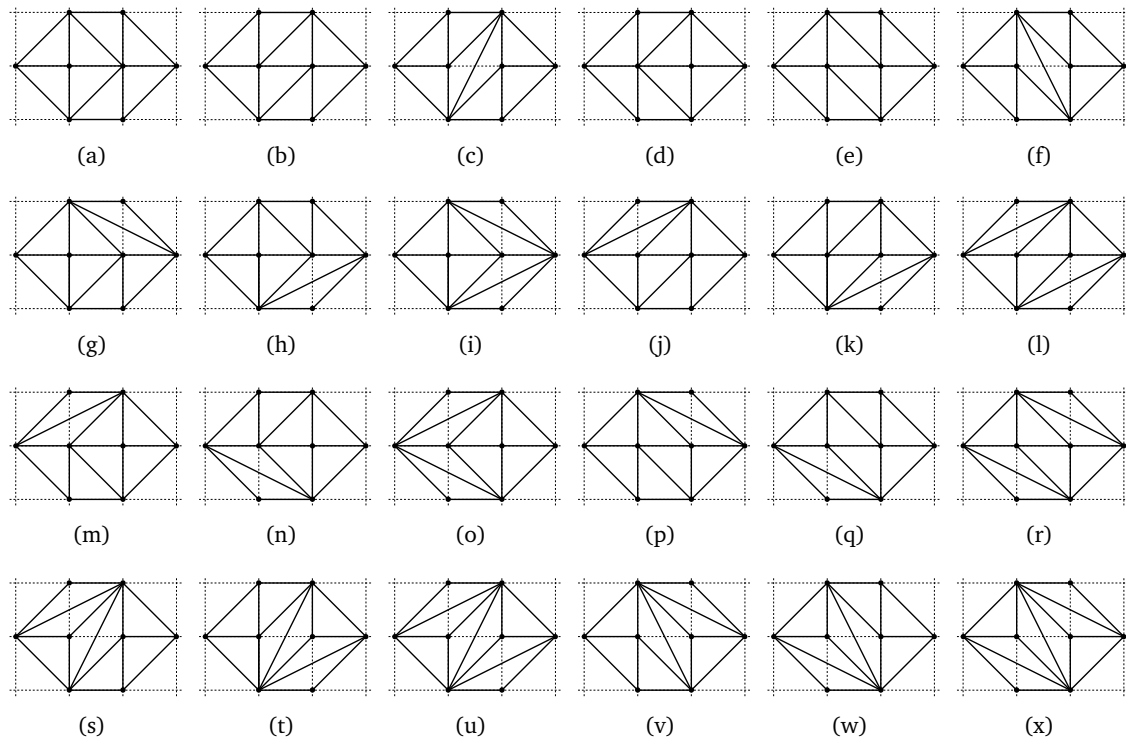 (a) (b) (c) (d) (e) (f)
(g) (h) (i) (j) (k) (l)
(m) (n) (o) (p) (q) (r)
(s) (t) (u) (v) (w) (x)